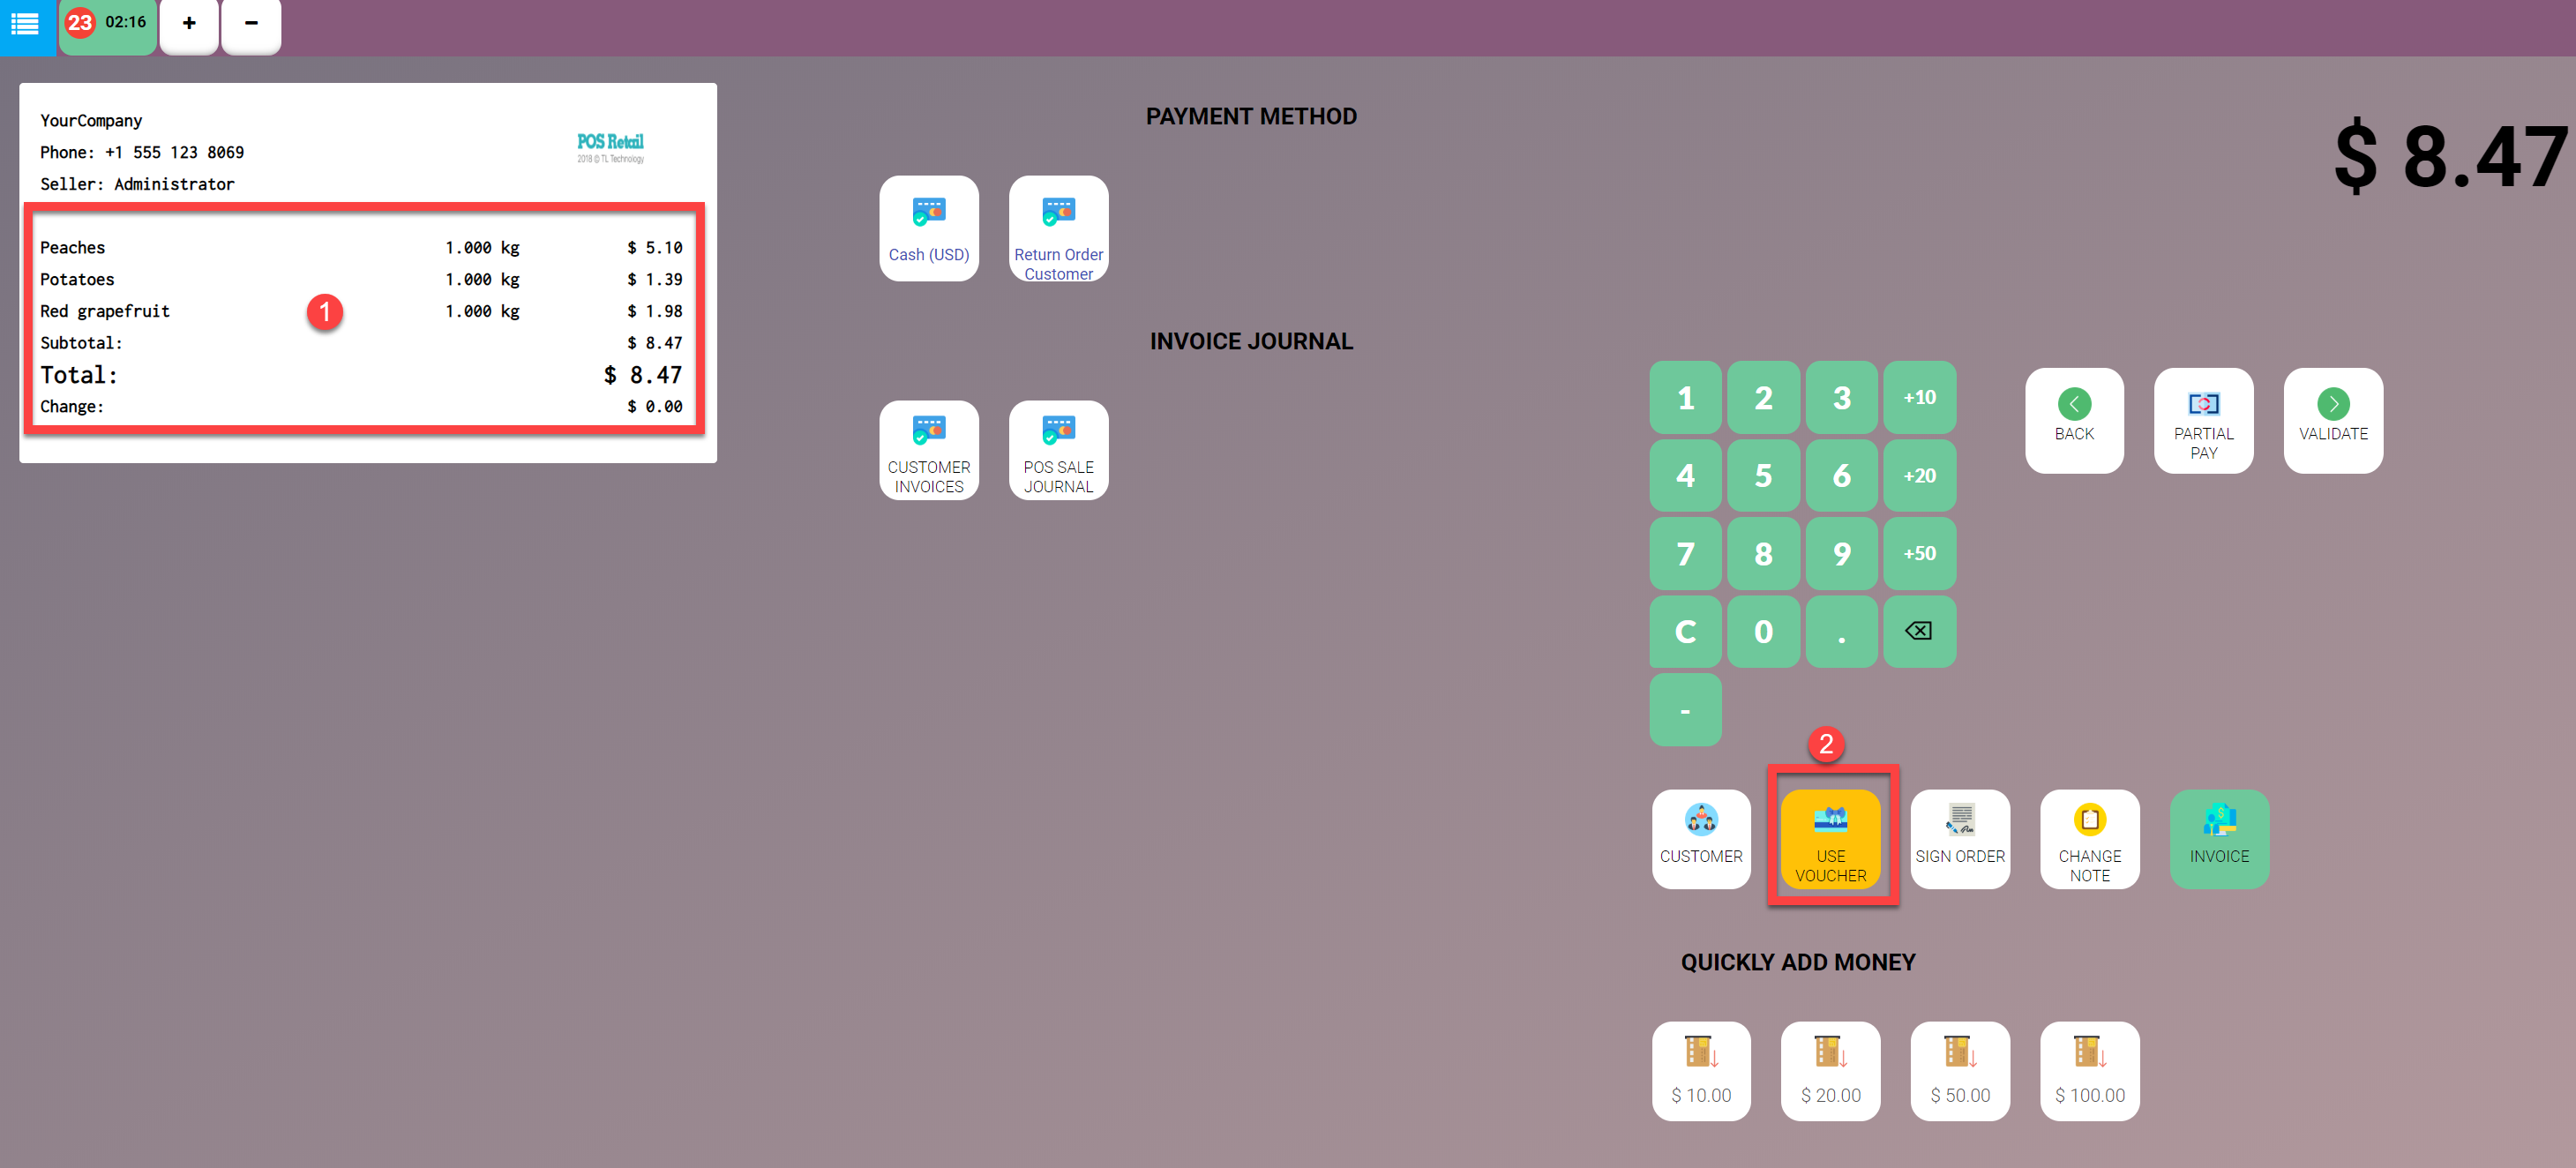 23 02:16 + -
YourCompany
Phone: +1 555 123 8069
Seller: Administrator
POS Retail
2018 © TL Technology
Peaches 1.000 kg $ 5.10
Potatoes 1.000 kg $ 1.39
Red grapefruit 1.000 kg $ 1.98
1
Subtotal: $ 8.47
Total: $ 8.47
Change: $ 0.00
PAYMENT METHOD
Cash (USD)
Return Order
Customer
INVOICE JOURNAL
CUSTOMER
INVOICES
POS SALE
JOURNAL
$ 8.47
1 2 3 +10
4 5 6 +20
7 8 9 +50
C 0 .
-
BACK
PARTIAL
PAY
VALIDATE
2
CUSTOMER
USE
VOUCHER
SIGN ORDER
CHANGE
NOTE
INVOICE
QUICKLY ADD MONEY
$ 10.00
$ 20.00
$ 50.00
$ 100.00